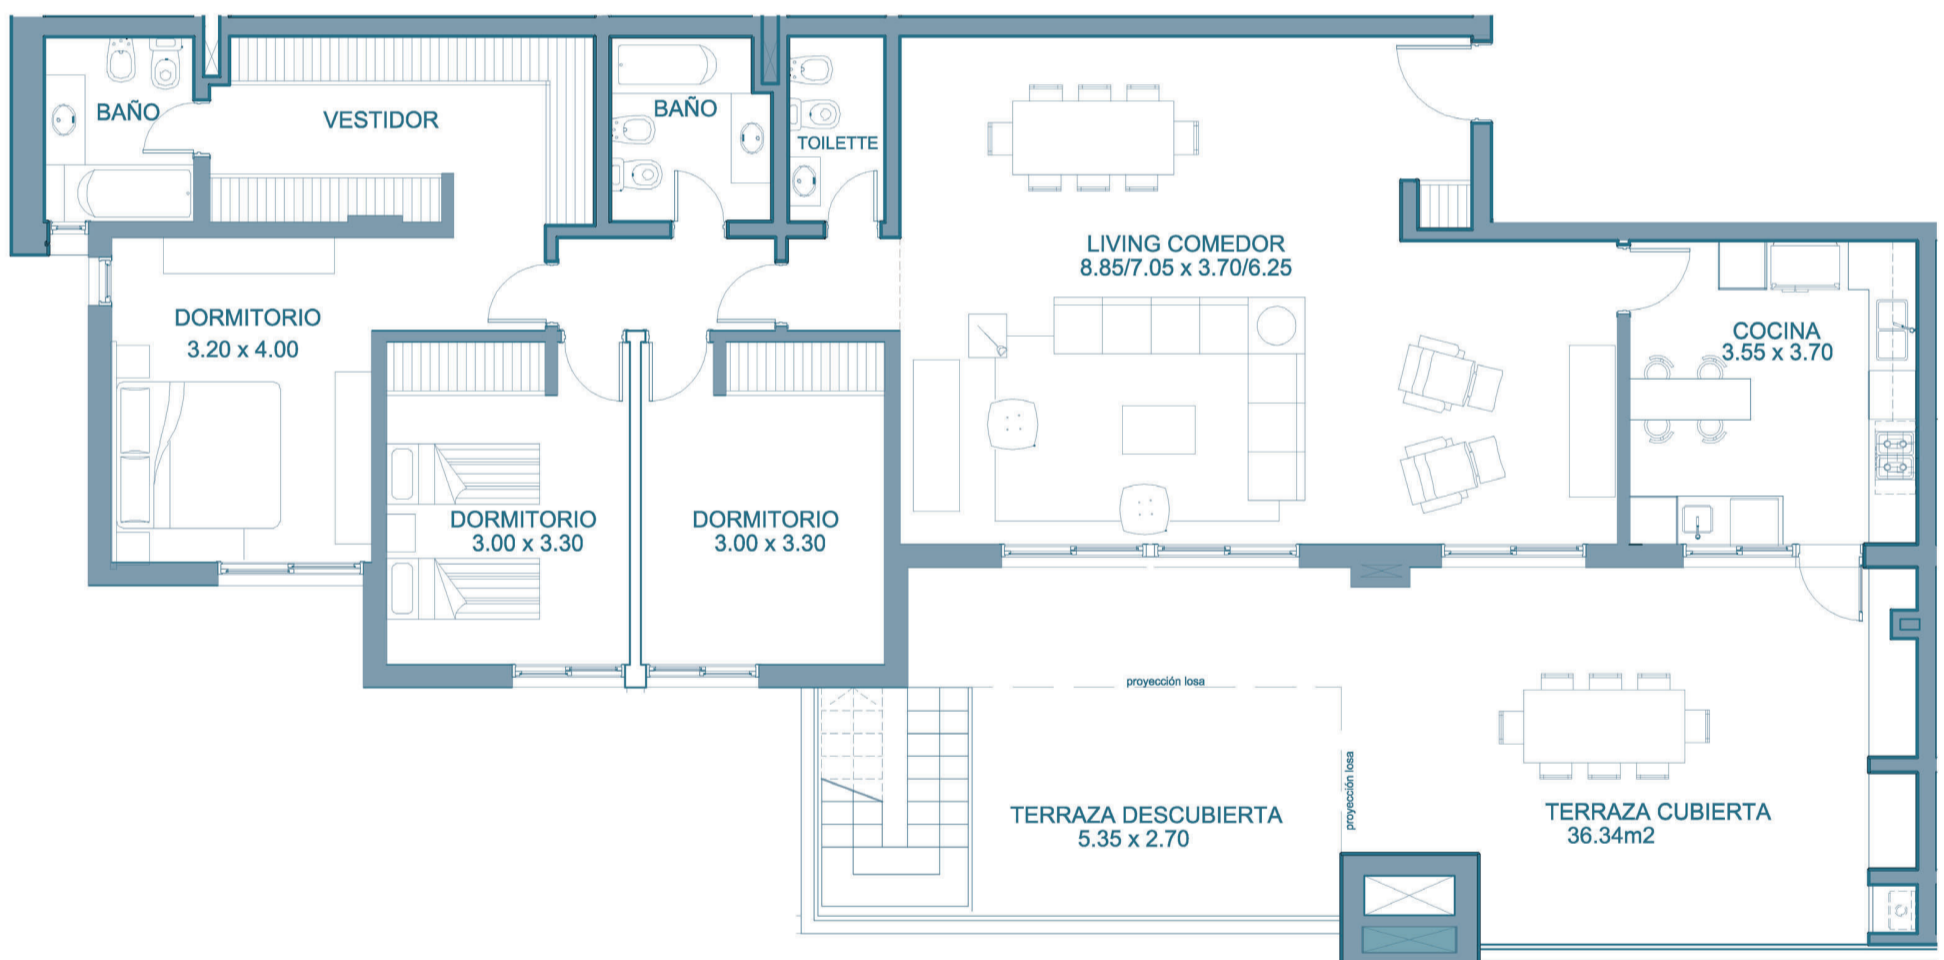 BAÑO
VESTIDOR
BAÑO
TOILETTE
LIVING COMEDOR
8.85/7.05 x 3.70/6.25
DORMITORIO
3.20 x 4.00
COCINA
3.55 x 3.70
DORMITORIO
3.00 x 3.30
DORMITORIO
3.00 x 3.30
proyección losa
proyección losa
TERRAZA DESCUBIERTA
5.35 x 2.70
TERRAZA CUBIERTA
36.34m2